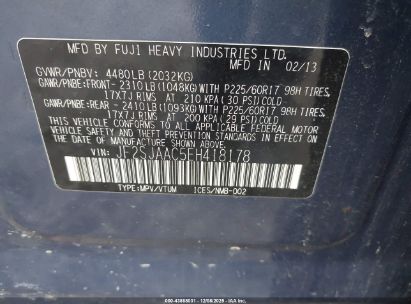 MFD. BY FUJI HEAVY INDUSTRIES LTD.
MFD IN 02/13
GVWR/PNBV: 4480LB(2032KG)
GAWR/PNBE:FRONT-2310LB(1048KG)WITH P225/60R17 98H TIRES
17X7J RIMS AT 210 KPA(30 PSI)COLD-
GAWR/PNBE:REAR -2410LB(1093KG)WITH P225/60R17 98H TIRES
17X7J RIMS AT 200 KPA(29 PSI)COLD-
THIS VEHICLE CONFORMS TO ALL APPLICABLE
FEDERAL MOTOR VEHICLE SAFETY, BUMPER, AND
THEFT PREVENTION STANDARDS IN EFFECT ON THE
DATE OF MANUFACTURE SHOWN ABOVE.
VIN: JF2SJAAC5EH418178
TYPE:MPV/VTUM ICES/NMB-002